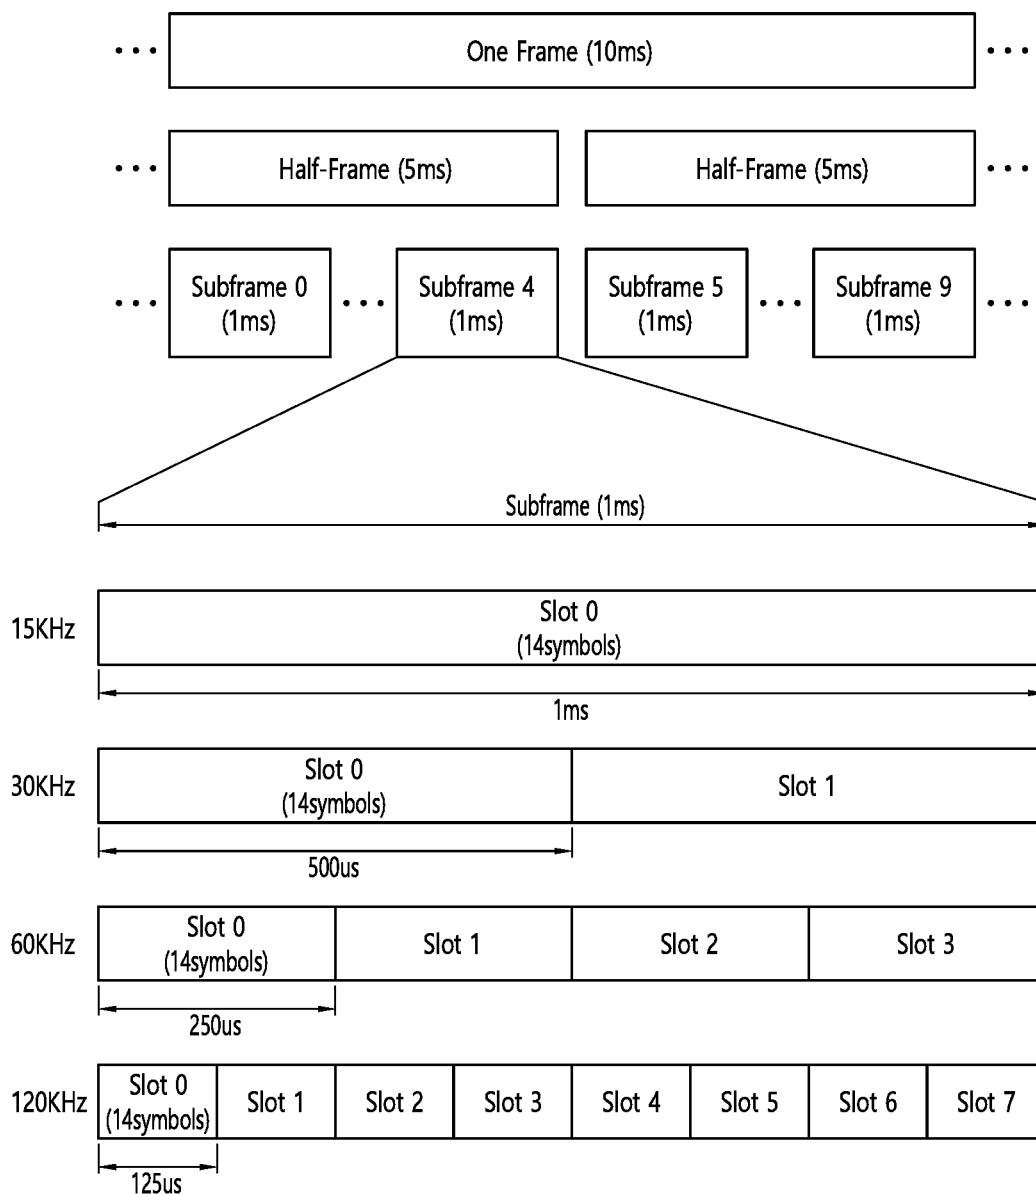 One Frame (10ms)
Half-Frame (5ms)
Half-Frame (5ms)
Subframe 0
(1ms)
Subframe 4
(1ms)
Subframe 5
(1ms)
Subframe 9
(1ms)
Subframe (1ms)
15KHz
Slot 0
(14symbols)
1ms
30KHz
Slot 0
(14symbols)
Slot 1
500us
60KHz
Slot 0
(14symbols)
Slot 1
Slot 2
Slot 3
250us
120KHz
Slot 0
(14symbols)
Slot 1
Slot 2
Slot 3
Slot 4
Slot 5
Slot 6
Slot 7
125us